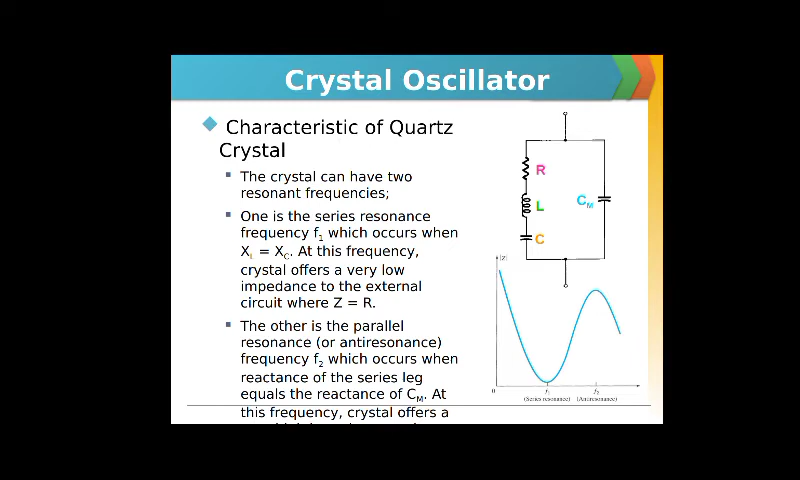 Crystal Oscillator
Characteristic of Quartz
Crystal
The crystal can have two
resonant frequencies;
One is the series resonance
frequency f1 which occurs when
XL = XC. At this frequency,
crystal offers a very low
impedance to the external
circuit where Z = R.
The other is the parallel
resonance (or antiresonance)
frequency f2 which occurs when
reactance of the series leg
equals the reactance of CM. At
this frequency, crystal offers a
R
L
C
CM
|Z|
0
f1
f2
(Series resonance)
(Antiresonance)